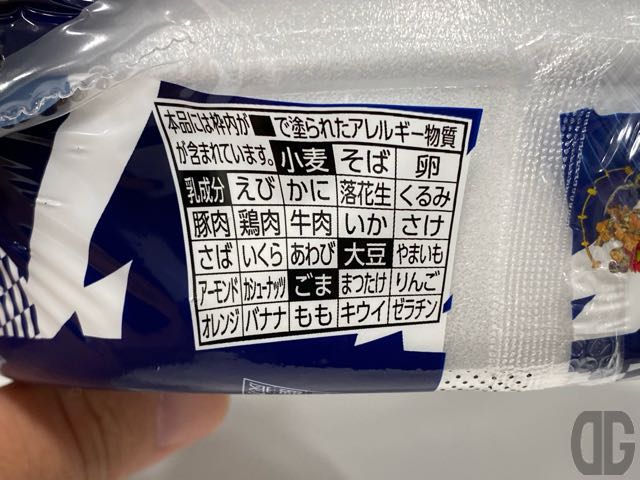 本品には枠内が■で塗られたアレルギー物質
が含まれています。 小麦 そば 卵
乳成分 えび かに 落花生 くるみ
豚肉 鶏肉 牛肉 いか さけ
さば いくら あわび 大豆 やまいも
アーモンド カシューナッツ ごま まつたけ りんご
オレンジ バナナ もも キウイ ゼラチン
DG